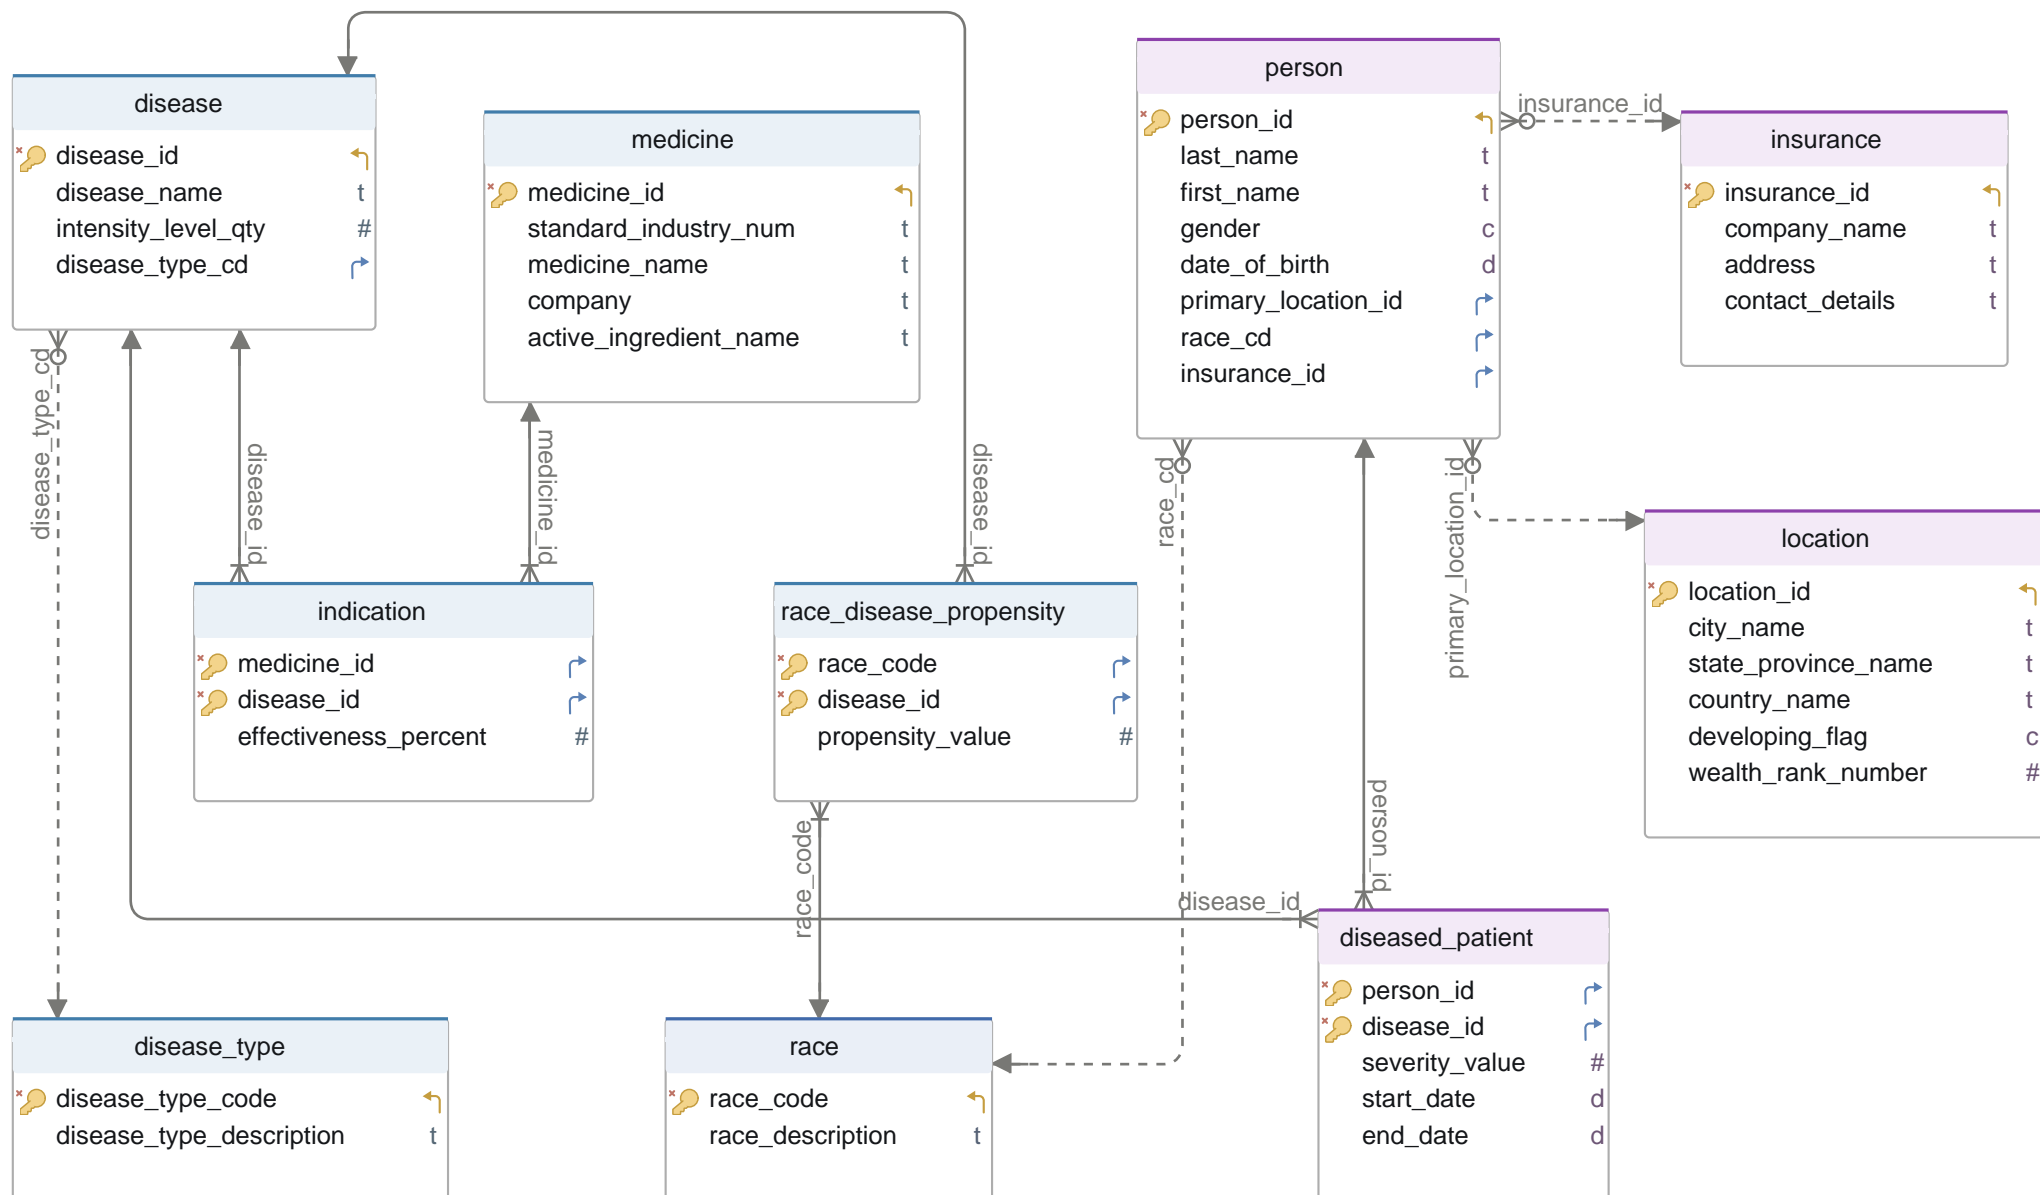 disease
disease_id
disease_name t
intensity_level_qty #
disease_type_cd
medicine
medicine_id
standard_industry_num t
medicine_name t
company t
active_ingredient_name t
person
person_id
last_name t
first_name t
gender c
date_of_birth d
primary_location_id
race_cd
insurance_id
insurance_id
insurance
insurance_id
company_name t
address t
contact_details t
disease_type_cd
disease_id
medicine_id
disease_id
race_cd
primary_location_id
location
location_id
city_name t
state_province_name t
country_name t
developing_flag c
wealth_rank_number #
indication
medicine_id
disease_id
effectiveness_percent #
race_disease_propensity
race_code
disease_id
propensity_value #
race_code
person_id
disease_id
diseased_patient
person_id
disease_id
severity_value #
start_date d
end_date d
disease_type
disease_type_code
disease_type_description t
race
race_code
race_description t